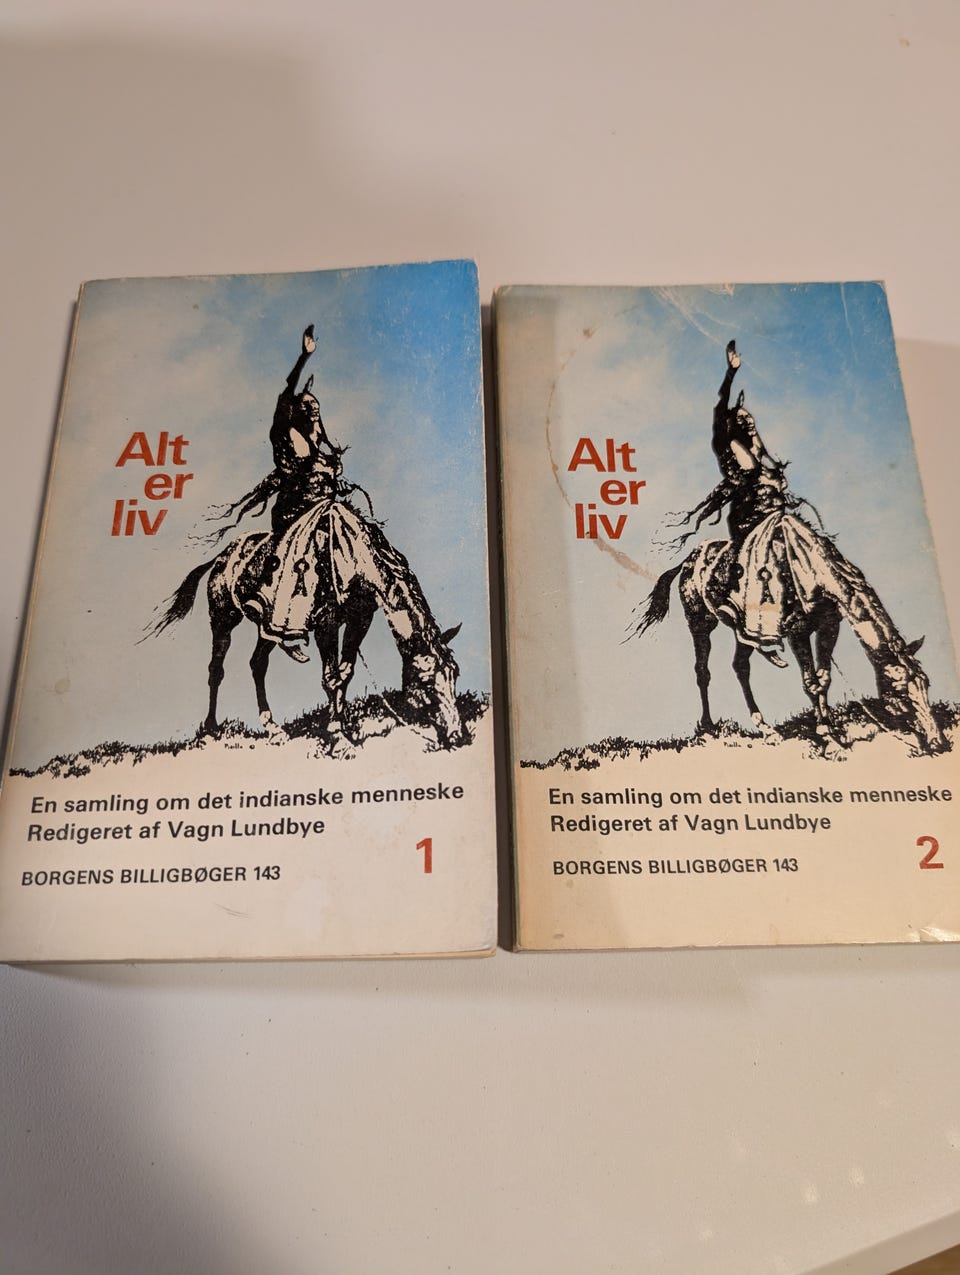 Alt
er
liv
En samling om det indianske menneske
Redigeret af Vagn Lundbye
1
BORGENS BILLIGBØGER 143
Alt
er
liv
En samling om det indianske menneske
Redigeret af Vagn Lundbye
2
BORGENS BILLIGBØGER 143